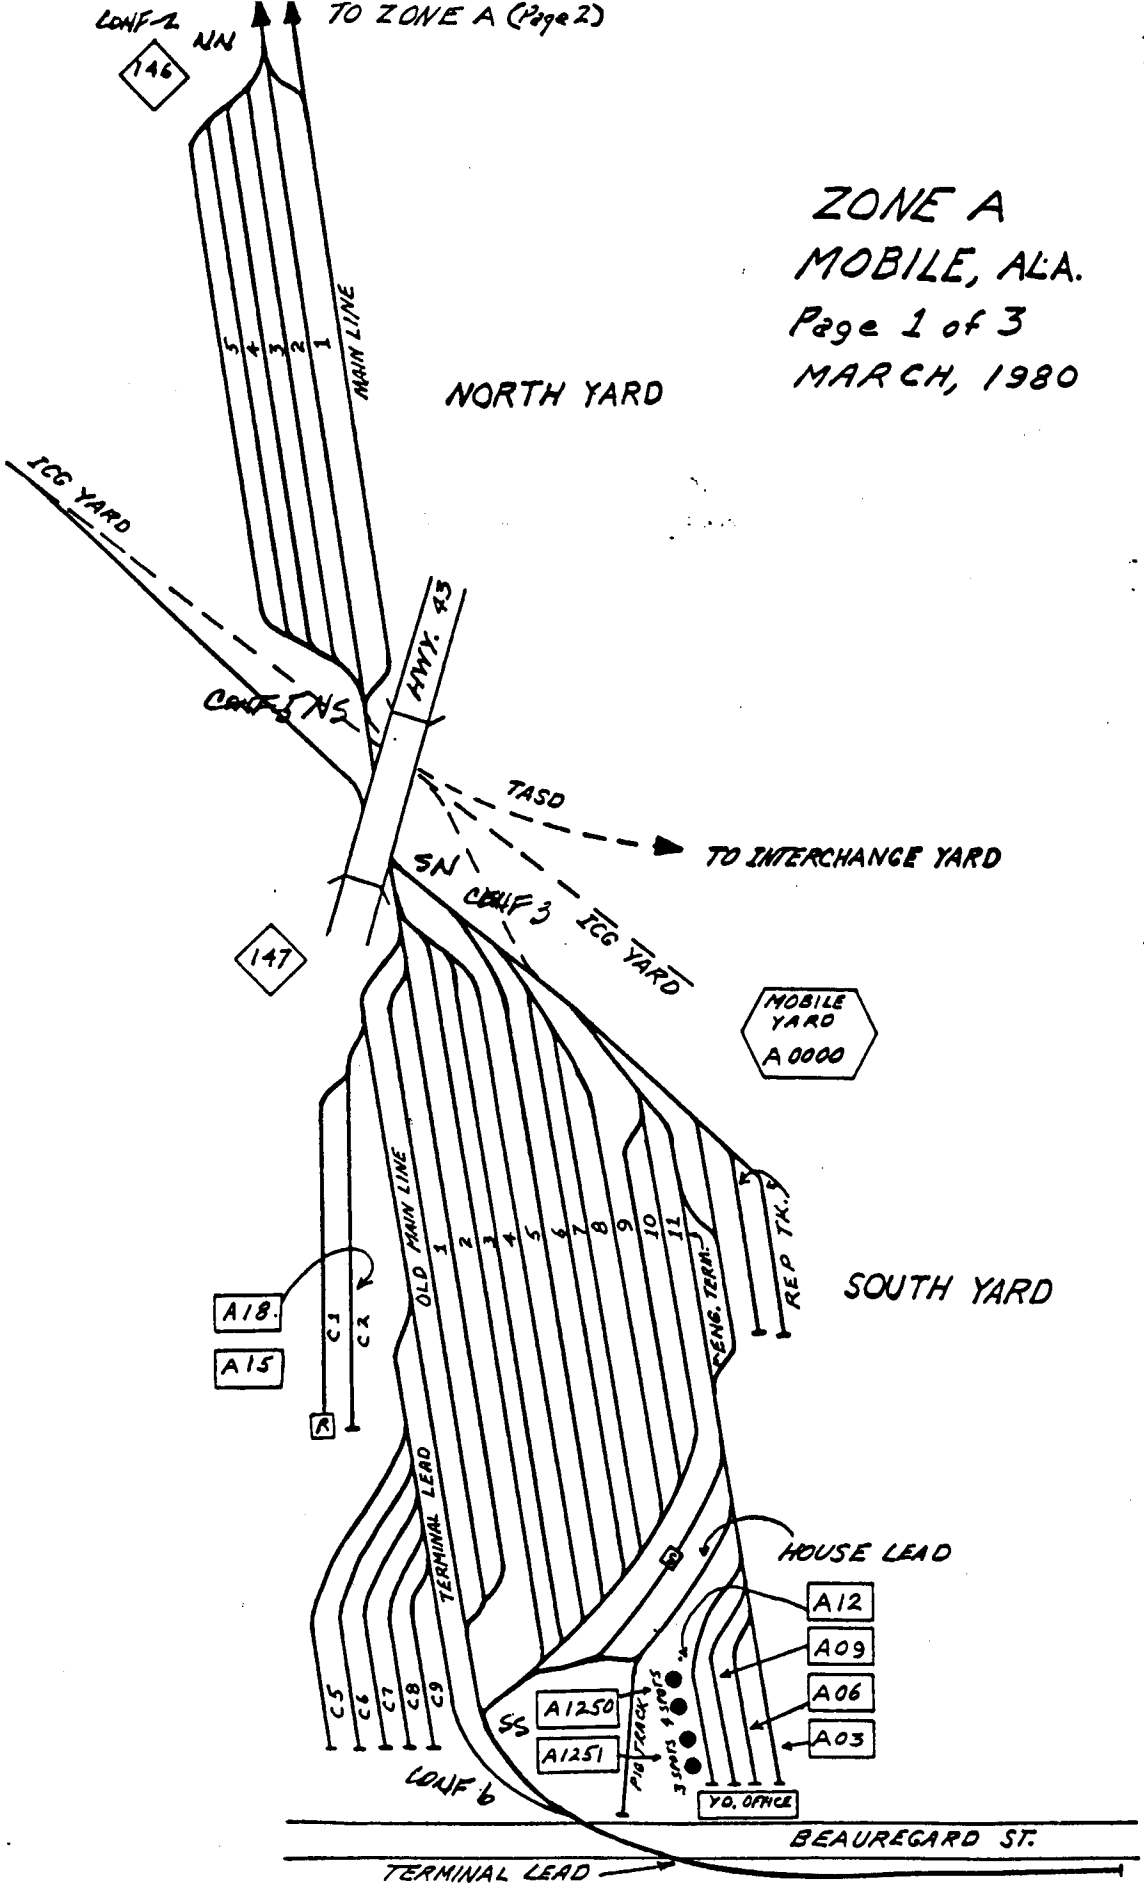 TO ZONE A (Page 2)
NN
146
ZONE A
MOBILE, ALA.
Page 1 of 3
MARCH, 1980
5 4 3 2 1
MAIN LINE
NORTH YARD
ICG YARD
HWY. 43
NS
TASD
TO INTERCHANGE YARD
SN
CONF 3
ICG YARD
147
MOBILE
YARD
A 0000
OLD MAIN LINE
1 2 3 4 5 6 7 8 9 10 11
ENG. TERM.
REP TK.
SOUTH YARD
A18.
A15
C1
C2
R
TERMINAL LEAD
S
HOUSE LEAD
A12
A09
A06
A03
C5
C6
C7
C8
C9
SS
A1250
A1251
PIG TRACK
4 SPOTS
3 SPOTS
CONF 6
YD. OFFICE
BEAUREGARD ST.
TERMINAL LEAD